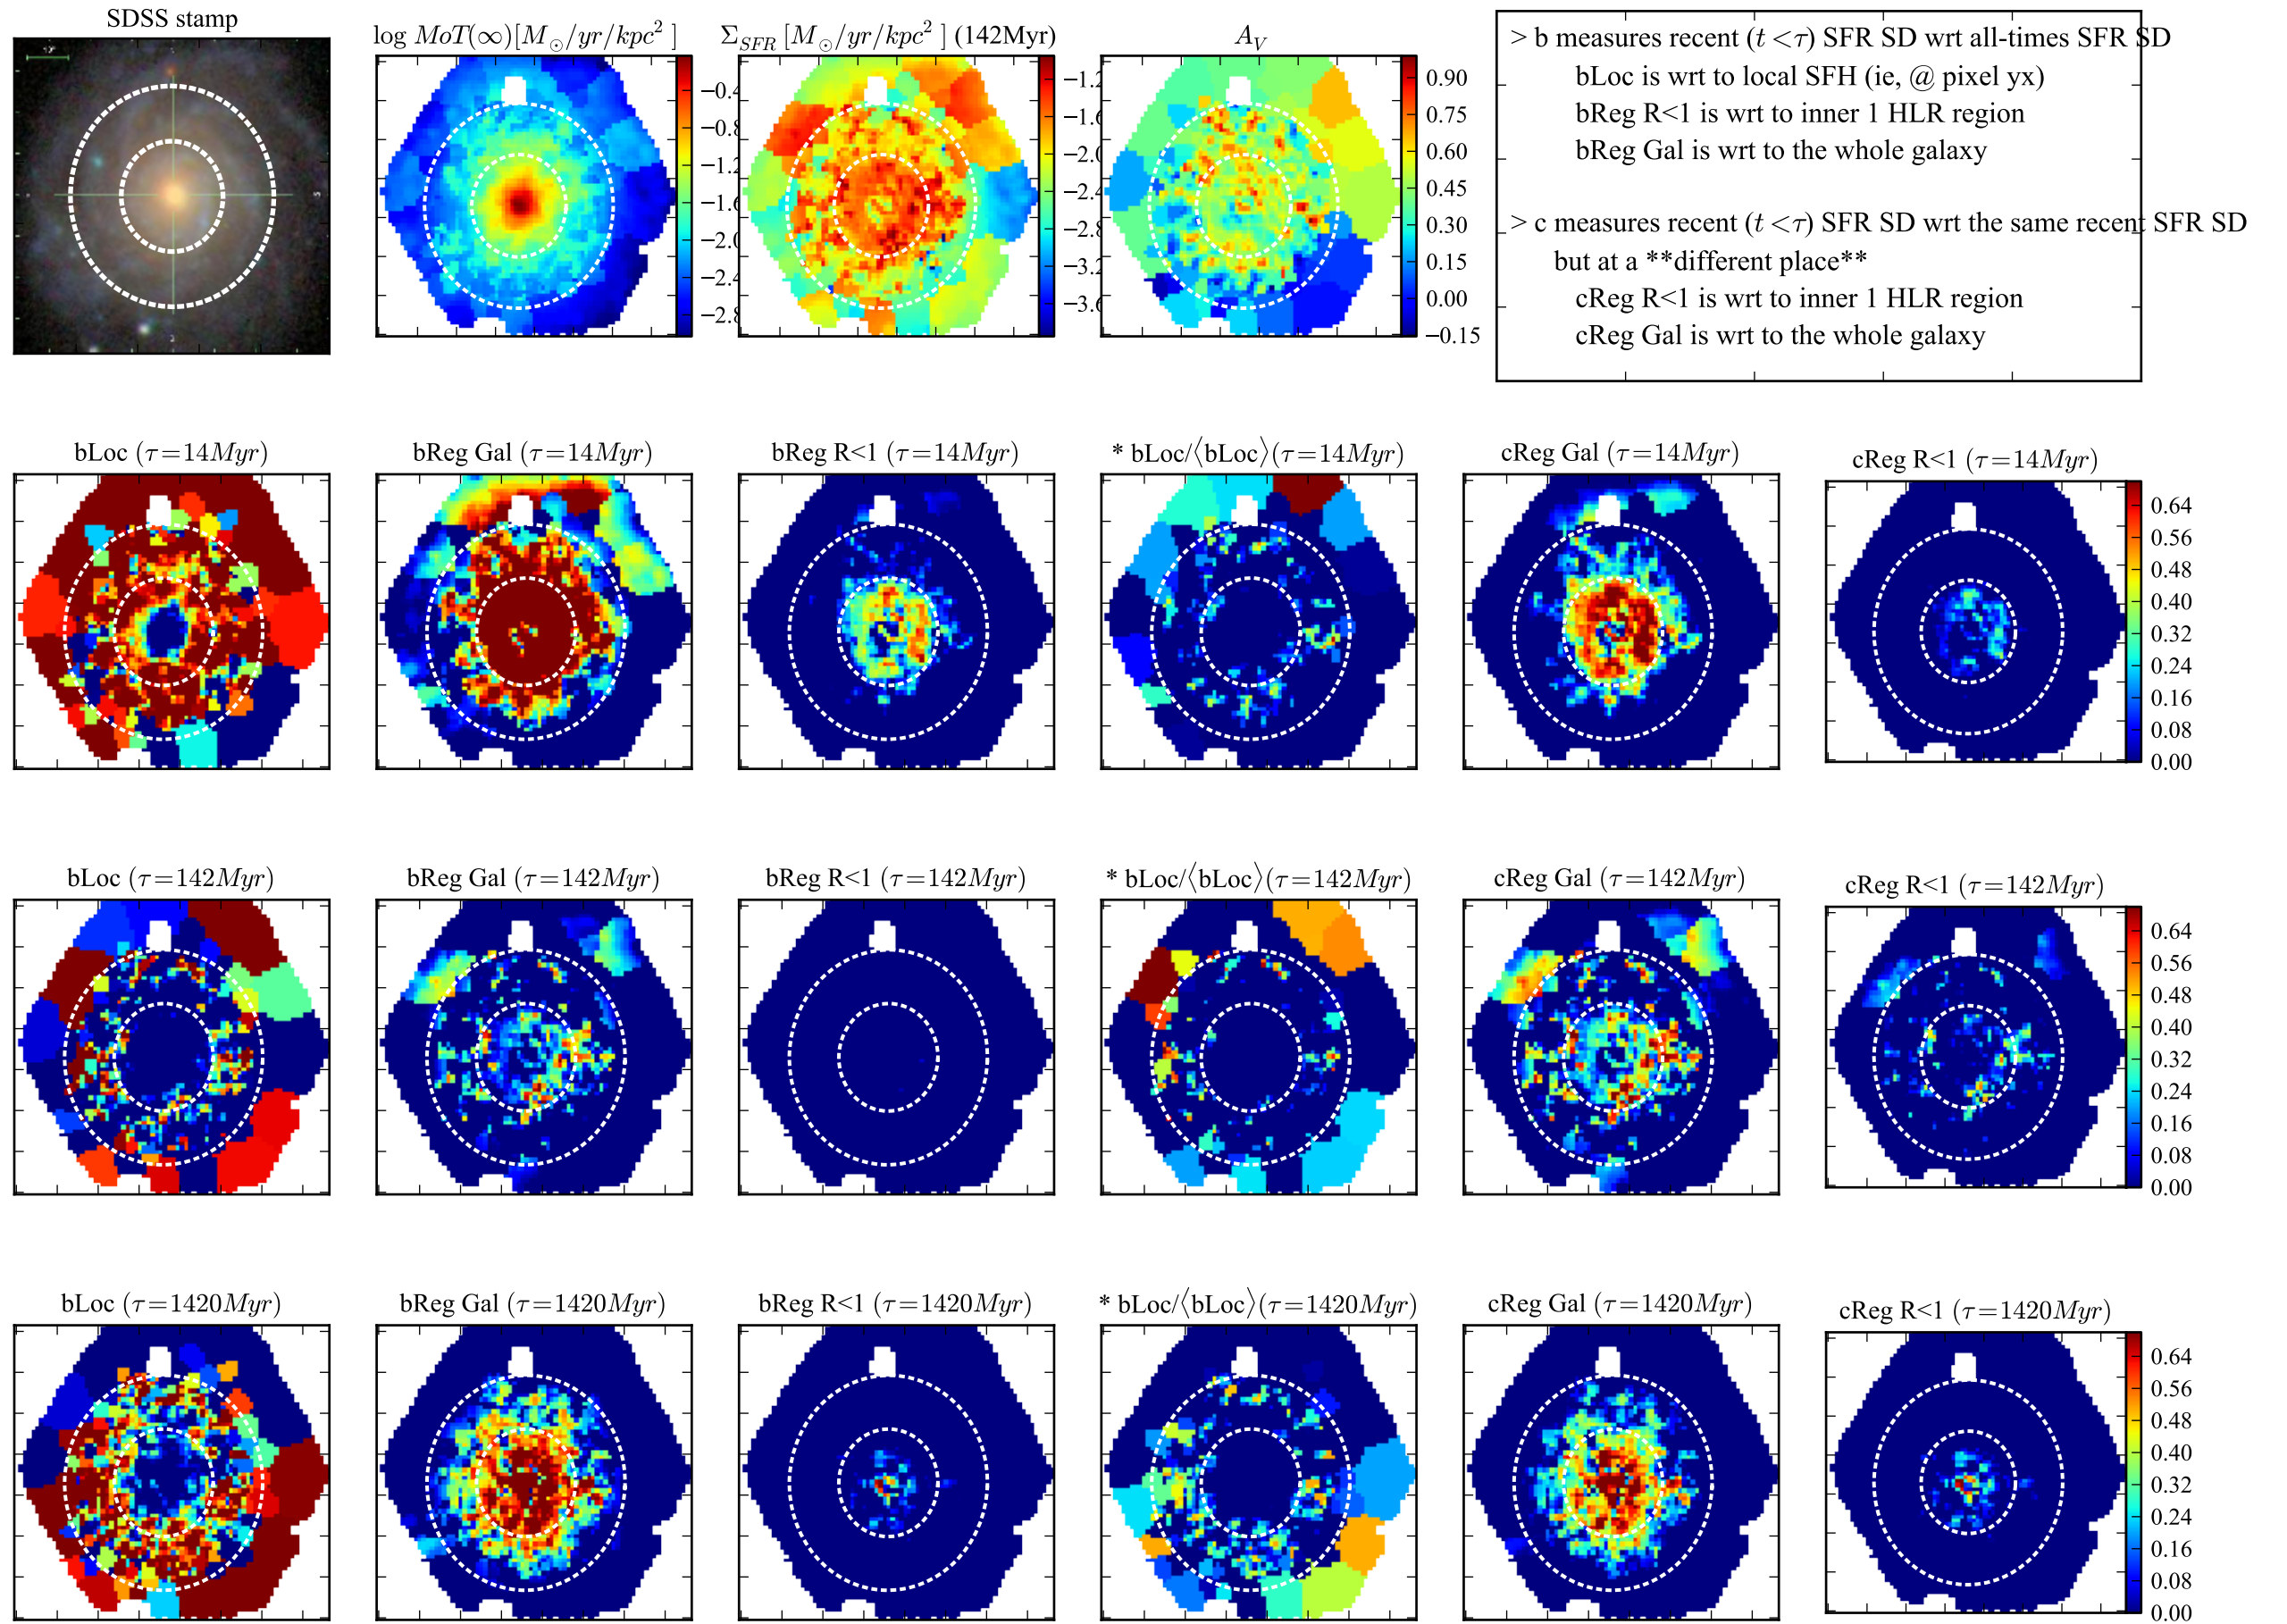 SDSS stamp
log MoT(∞)[M⊙/yr/kpc² ]
Σ_SFR [M⊙/yr/kpc² ] (142Myr)
A_V
−0.4
−0.8
−1.2
−1.6
−2.0
−2.4
−2.8
−1.2
−1.6
−2.0
−2.4
−2.8
−3.2
−3.6
0.90
0.75
0.60
0.45
0.30
0.15
0.00
−0.15
> b measures recent (t <τ) SFR SD wrt all-times SFR SD
bLoc is wrt to local SFH (ie, @ pixel yx)
bReg R<1 is wrt to inner 1 HLR region
bReg Gal is wrt to the whole galaxy
> c measures recent (t <τ) SFR SD wrt the same recent SFR SD
but at a **different place**
cReg R<1 is wrt to inner 1 HLR region
cReg Gal is wrt to the whole galaxy
bLoc (τ=14Myr)
bReg Gal (τ=14Myr)
bReg R<1 (τ=14Myr)
* bLoc/⟨bLoc⟩(τ=14Myr)
cReg Gal (τ=14Myr)
cReg R<1 (τ=14Myr)
0.64
0.56
0.48
0.40
0.32
0.24
0.16
0.08
0.00
bLoc (τ=142Myr)
bReg Gal (τ=142Myr)
bReg R<1 (τ=142Myr)
* bLoc/⟨bLoc⟩(τ=142Myr)
cReg Gal (τ=142Myr)
cReg R<1 (τ=142Myr)
0.64
0.56
0.48
0.40
0.32
0.24
0.16
0.08
0.00
bLoc (τ=1420Myr)
bReg Gal (τ=1420Myr)
bReg R<1 (τ=1420Myr)
* bLoc/⟨bLoc⟩(τ=1420Myr)
cReg Gal (τ=1420Myr)
cReg R<1 (τ=1420Myr)
0.64
0.56
0.48
0.40
0.32
0.24
0.16
0.08
0.00